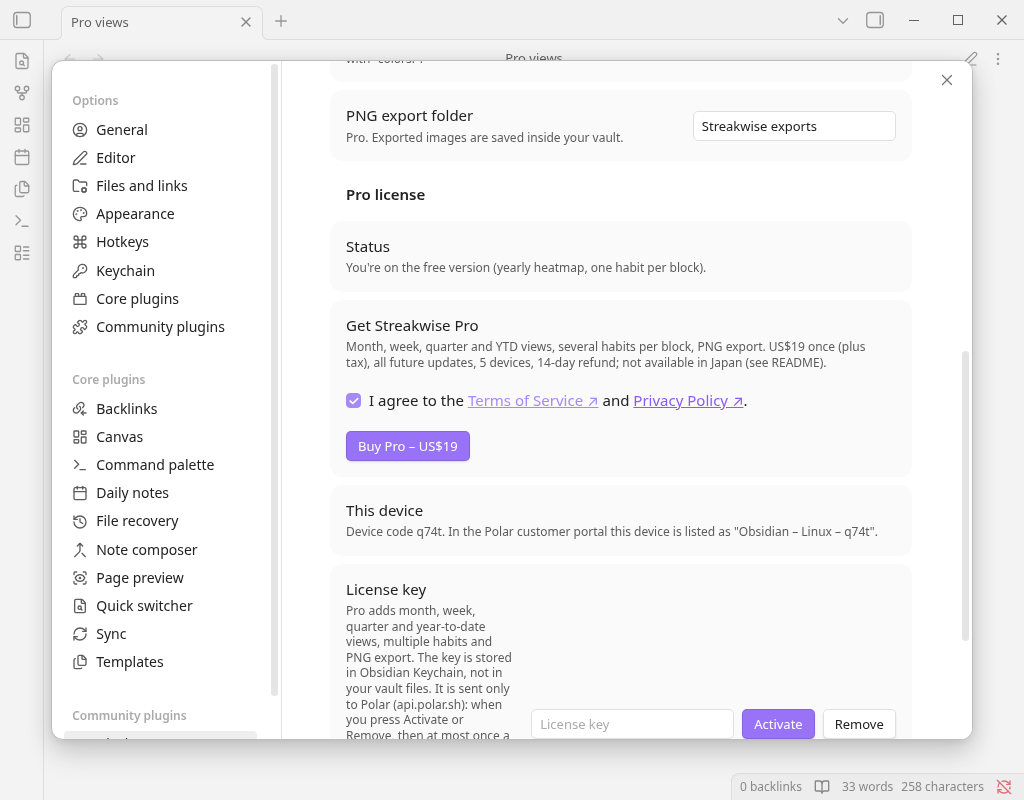 Pro views
Pro views
Options
General
Editor
Files and links
Appearance
Hotkeys
Keychain
Core plugins
Community plugins
Core plugins
Backlinks
Canvas
Command palette
Daily notes
File recovery
Note composer
Page preview
Quick switcher
Sync
Templates
Community plugins
PNG export folder
Pro. Exported images are saved inside your vault.
Streakwise exports
Pro license
Status
You're on the free version (yearly heatmap, one habit per block).
Get Streakwise Pro
Month, week, quarter and YTD views, several habits per block, PNG export. US$19 once (plus
tax), all future updates, 5 devices, 14-day refund; not available in Japan (see README).
I agree to the Terms of Service ↗ and Privacy Policy ↗.
Buy Pro – US$19
This device
Device code q74t. In the Polar customer portal this device is listed as "Obsidian – Linux – q74t".
License key
Pro adds month, week,
quarter and year-to-date
views, multiple habits and
PNG export. The key is stored
in Obsidian Keychain, not in
your vault files. It is sent only
to Polar (api.polar.sh): when
you press Activate or
Remove, then at most once a
License key
Activate
Remove
0 backlinks
33 words
258 characters